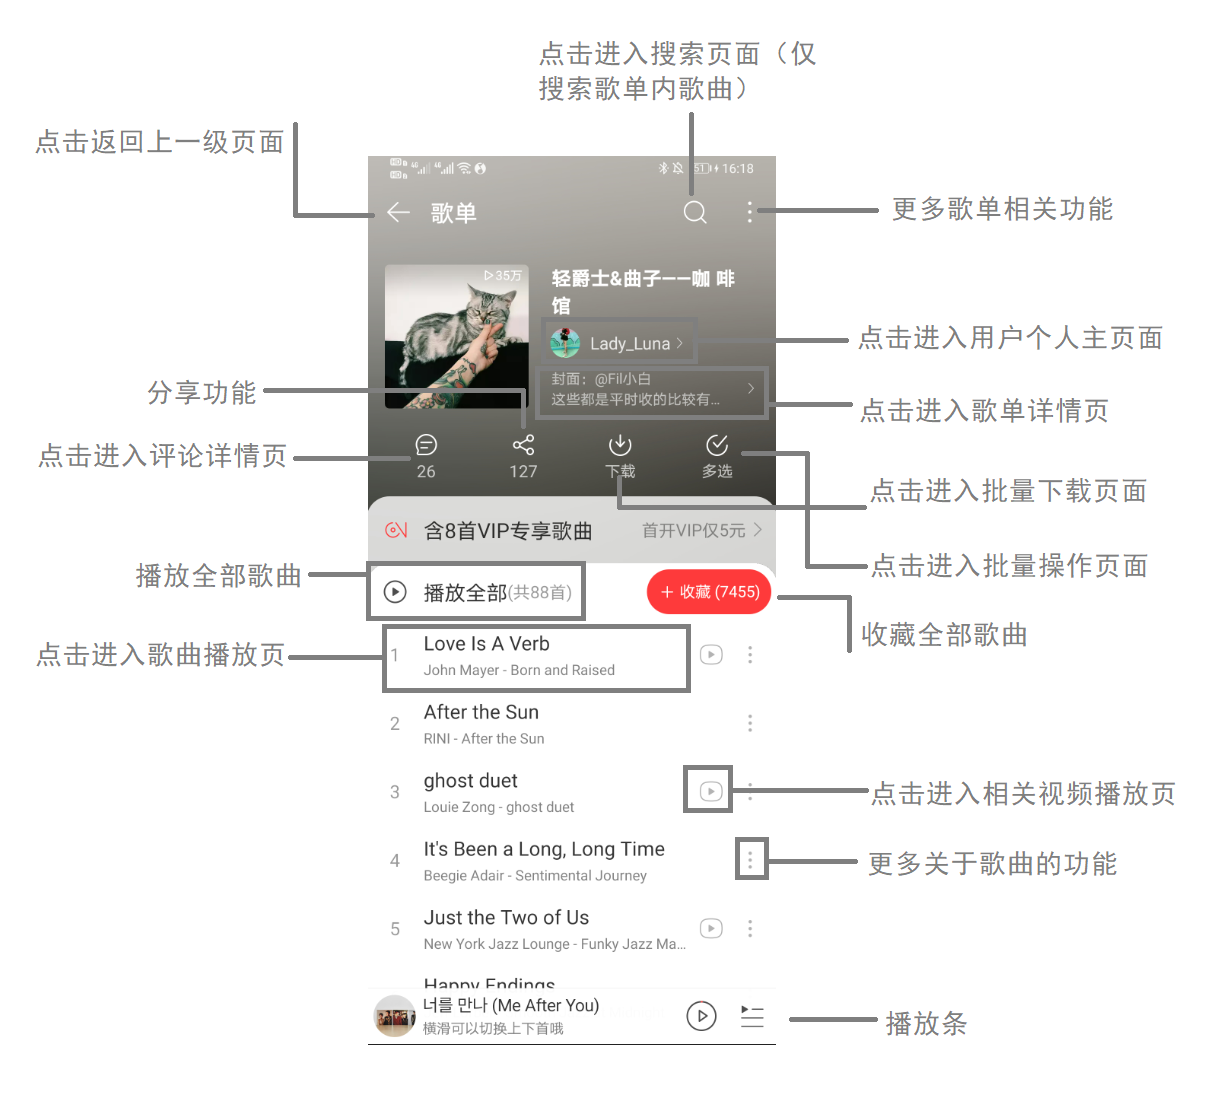 点击进入搜索页面（仅
搜索歌单内歌曲）
点击返回上一级页面
51
16:18
歌单
更多歌单相关功能
35万
轻爵士&曲子——咖 啡
馆
Lady_Luna
点击进入用户个人主页面
封面：@Fil小白
这些都是平时收的比较有...
分享功能
点击进入歌单详情页
点击进入评论详情页
26
127
下载
多选
点击进入批量下载页面
含8首VIP专享歌曲
首开VIP仅5元
点击进入批量操作页面
播放全部歌曲
播放全部(共88首)
+ 收藏 (7455)
收藏全部歌曲
点击进入歌曲播放页
1
Love Is A Verb
John Mayer - Born and Raised
2
After the Sun
RINI - After the Sun
3
ghost duet
Louie Zong - ghost duet
点击进入相关视频播放页
4
It's Been a Long, Long Time
Beegie Adair - Sentimental Journey
更多关于歌曲的功能
5
Just the Two of Us
New York Jazz Lounge - Funky Jazz Ma...
Happy Endings
너를 만나 (Me After You)
横滑可以切换上下首哦
播放条